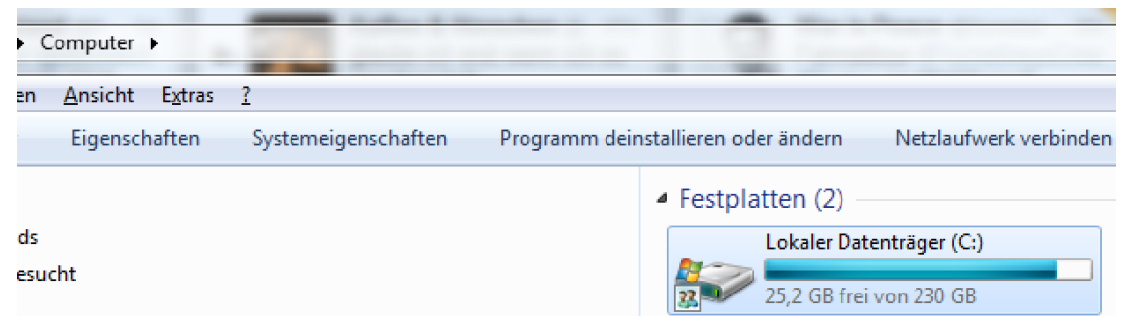 Computer
en Ansicht Extras ?
Eigenschaften Systemeigenschaften Programm deinstallieren oder ändern Netzlaufwerk verbinden
Festplatten (2)
ds
Lokaler Datenträger (C:)
esucht
25,2 GB frei von 230 GB